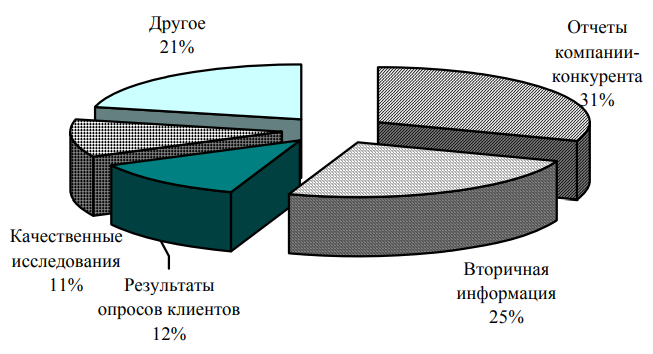 Другое
21%
Отчеты
компании-
конкурента
31%
Качественные
исследования
11%
Результаты
опросов клиентов
12%
Вторичная
информация
25%